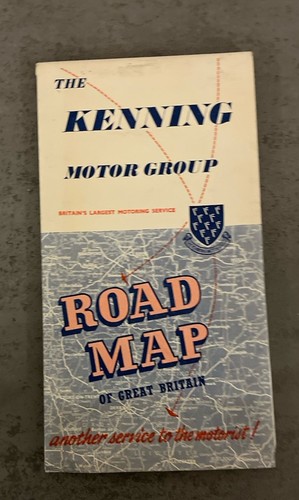 THE
KENNING
MOTOR GROUP
BRITAIN'S LARGEST MOTORING SERVICE
ROAD
MAP
OF GREAT BRITAIN
another service to the motorist!